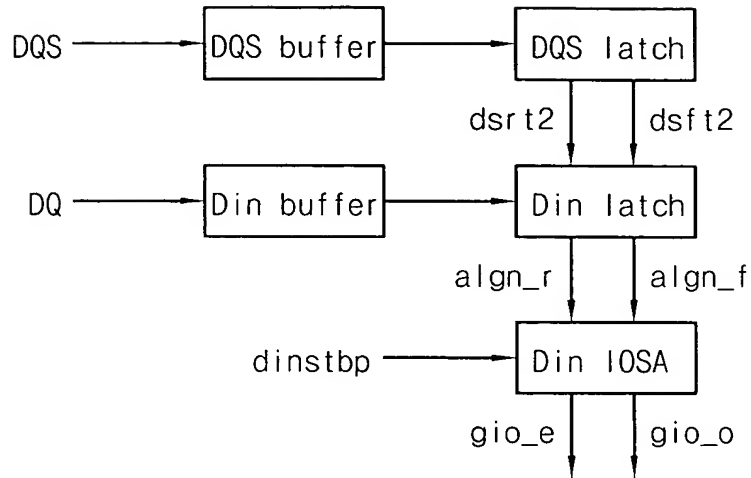 DQS DQS buffer DQS latch
dsrt2 dsft2
DQ Din buffer Din latch
algn_r algn_f
dinstbp Din IOSA
gio_e gio_o